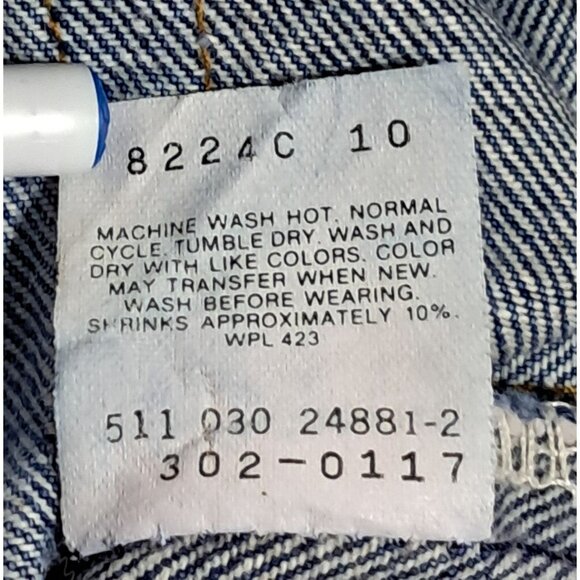 8224C 10
MACHINE WASH HOT. NORMAL
CYCLE. TUMBLE DRY. WASH AND
DRY WITH LIKE COLORS. COLOR
MAY TRANSFER WHEN NEW.
WASH BEFORE WEARING.
SHRINKS APPROXIMATELY 10%.
WPL 423
511 030 24881-2
302-0117